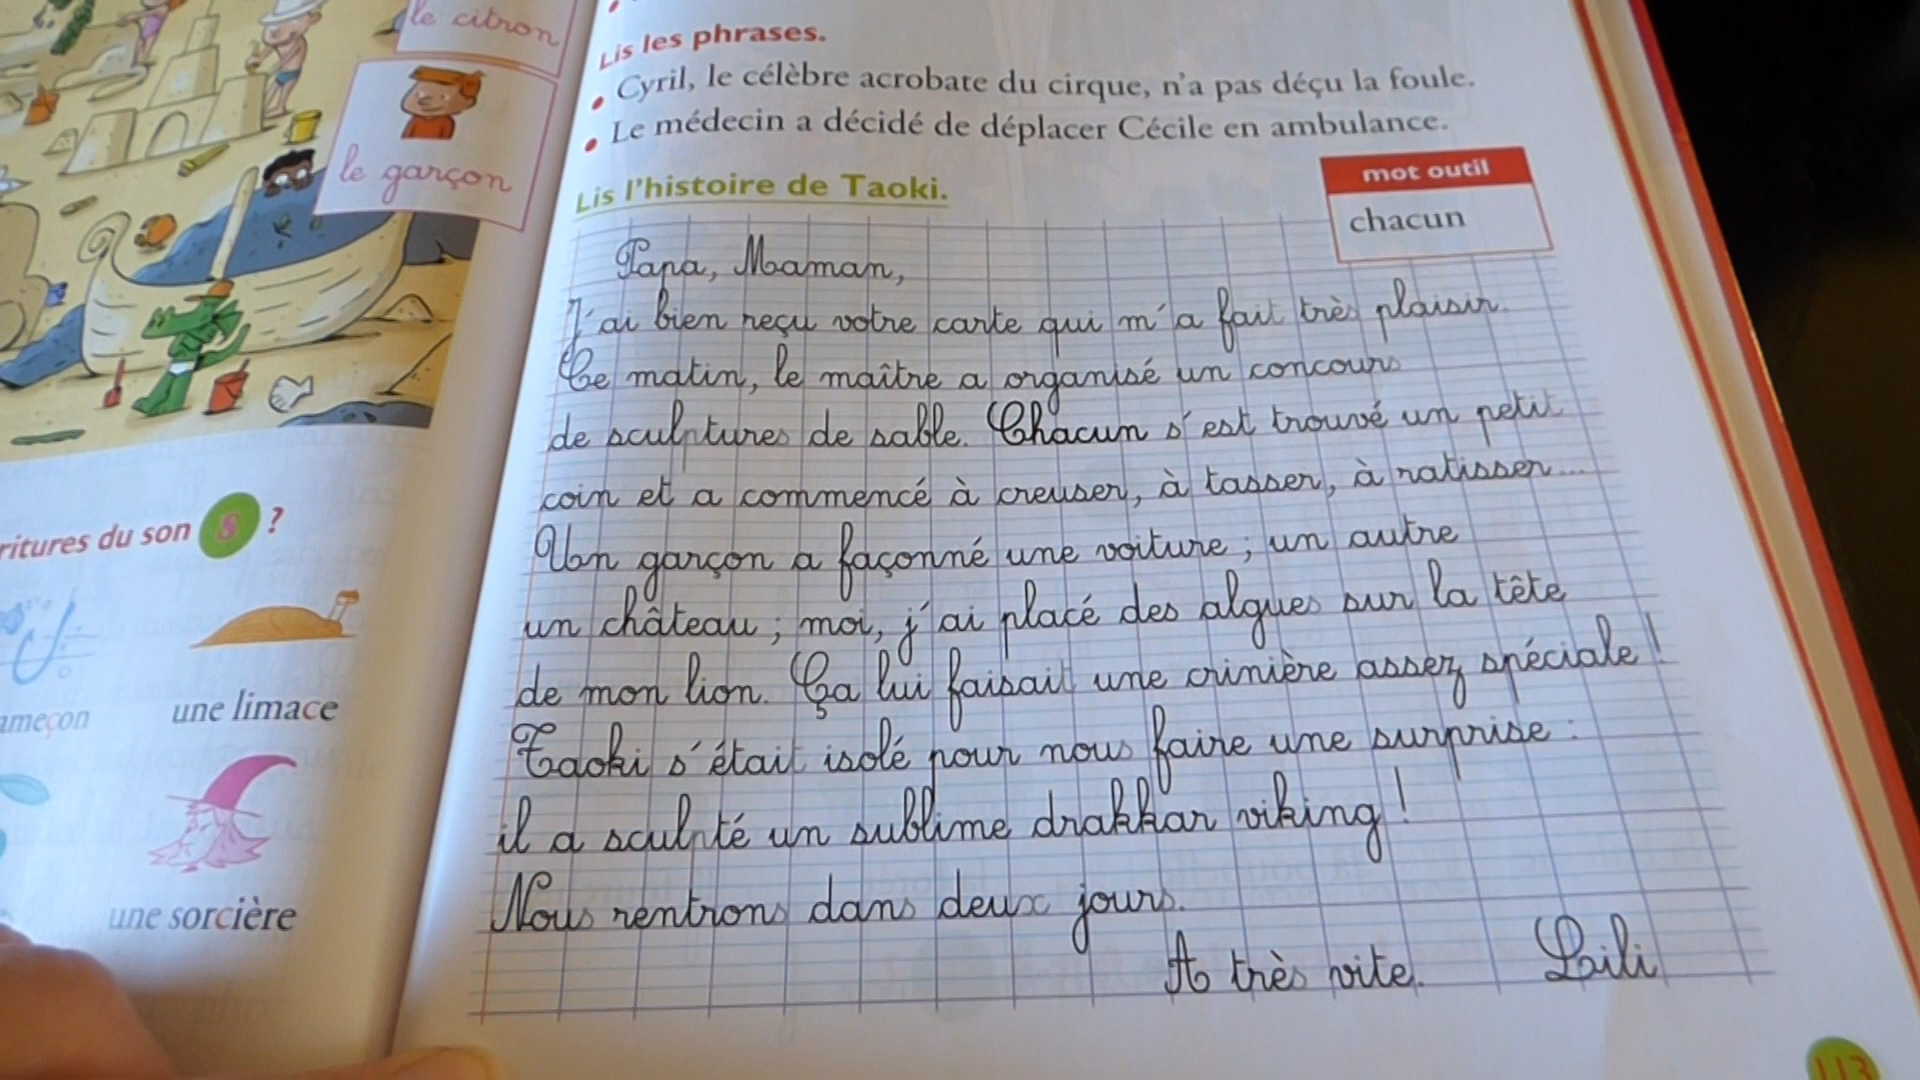 le citron
le garçon
ritures du son s ?
ameçon
une limace
une sorcière
Lis les phrases.
• Cyril, le célèbre acrobate du cirque, n'a pas déçu la foule.
• Le médecin a décidé de déplacer Cécile en ambulance.
Lis l'histoire de Taoki.
mot outil
chacun
Papa, Maman,
J'ai bien reçu votre carte qui m'a fait très plaisir.
Ce matin, le maître a organisé un concours
de sculptures de sable. Chacun s'est trouvé un petit
coin et a commencé à creuser, à tasser, à ratisser...
Un garçon a façonné une voiture ; un autre
un château ; moi, j'ai placé des algues sur la tête
de mon lion. Ça lui faisait une crinière assez spéciale !
Taoki s'était isolé pour nous faire une surprise :
il a sculpté un sublime drakkar viking !
Nous rentrons dans deux jours.
A très vite. Lili
113